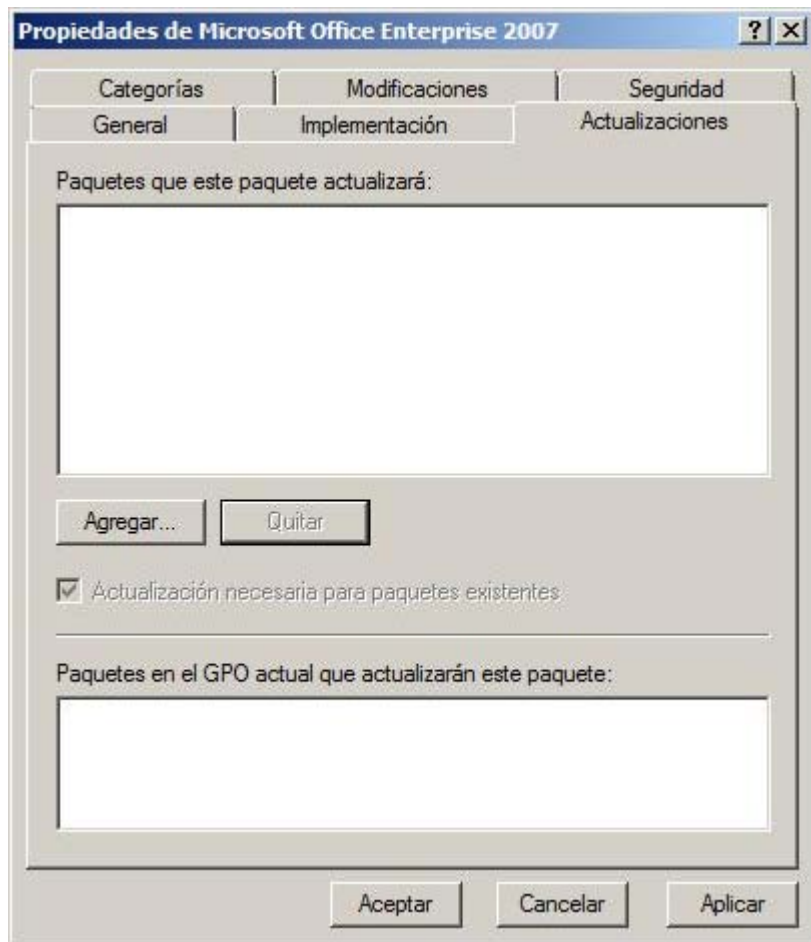 Propiedades de Microsoft Office Enterprise 2007
Categorías Modificaciones Seguridad
General Implementación Actualizaciones
Paquetes que este paquete actualizará:
Agregar... Quitar
Actualización necesaria para paquetes existentes
Paquetes en el GPO actual que actualizarán este paquete:
Aceptar Cancelar Aplicar